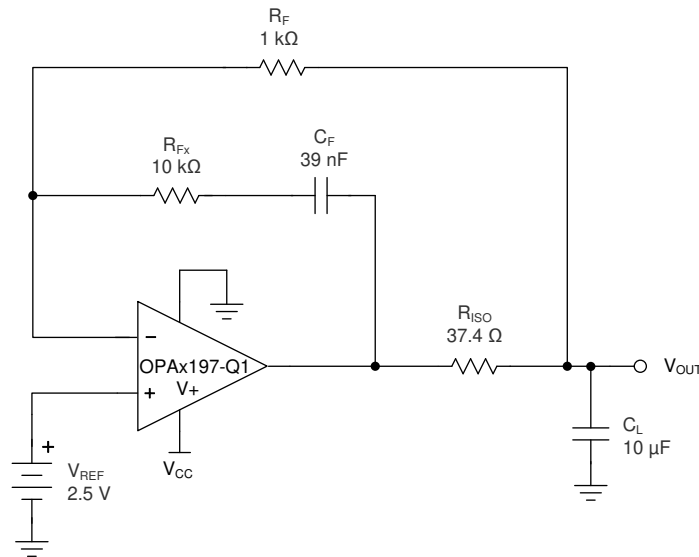 RF
1 kΩ
RFx
10 kΩ
CF
39 nF
–
OPAx197-Q1
+
V+
VCC
+
VREF
2.5 V
RISO
37.4 Ω
VOUT
CL
10 µF